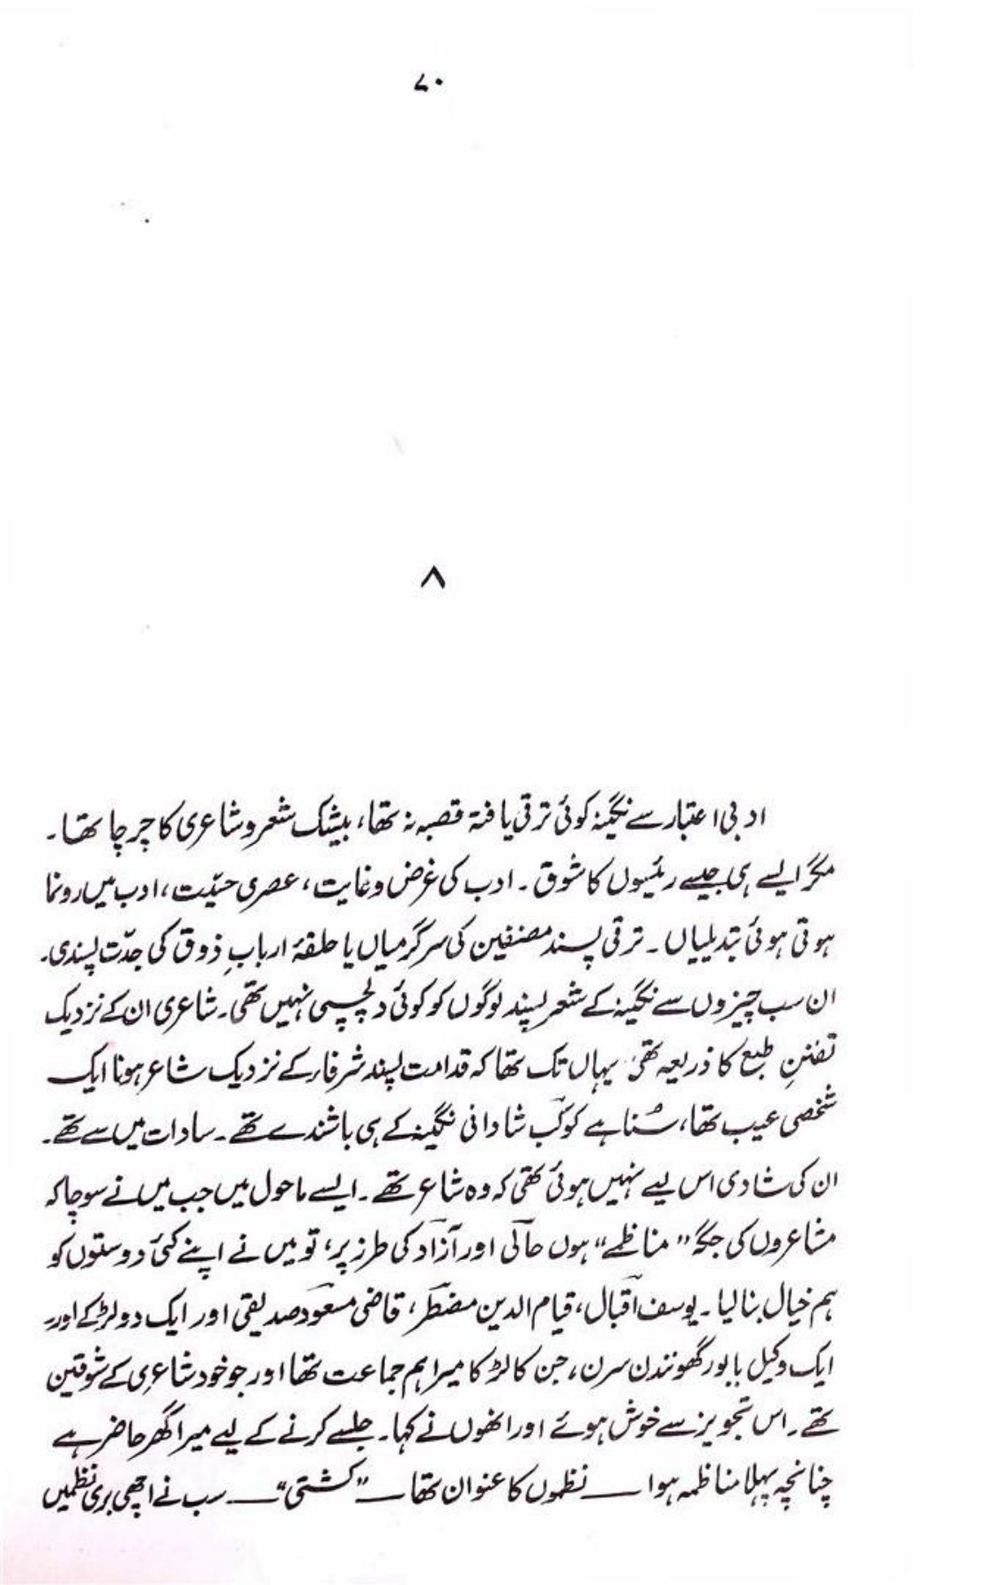 ۷۰
۸
ادبی اعتبار سے نگینہ کوئی ترقی یافتہ قصبہ نہ تھا، بیشک شعر و شاعری کا چرچا تھا۔
مگر ایسے ہی جیسے رئیسوں کا شوق۔ ادب کی غرض و غایت، عصری حسیّت، ادب میں رونما
ہوتی ہوئی تبدیلیاں۔ ترقی پسند مصنفین کی سرگرمیاں یا حلقۂ اربابِ ذوق کی جدّت پسندی۔
ان سب چیزوں سے نگینہ کے شعر پسند لوگوں کو کوئی دلچسپی نہیں تھی۔ شاعری ان کے نزدیک
تفننِ طبع کا ذریعہ تھی یہاں تک تھا کہ قدامت پسند شرفاء کے نزدیک شاعر ہونا ایک
شخصی عیب تھا، سُنا ہے کوکبؔ شادانی نگینہ کے ہی باشندے تھے۔ سادات میں سے تھے۔
ان کی شادی اس لیے نہیں ہوئی تھی کہ وہ شاعر تھے۔ ایسے ماحول میں جب میں نے سوچا کہ
مشاعروں کی جگہ ”مناظمے“ ہوں حالؔی اور آزادؔ کی طرز پر، تو میں نے اپنے کئی دوستوں کو
ہم خیال بنالیا۔ یوسف اقبالؔ، قیام الدین مضطرؔ، قاضی مسعودؔ صدیقی اور ایک دو لڑکے اور۔
ایک وکیل بابو رگھونندن سرن، جن کا لڑکا میرا ہم جماعت تھا اور جو خود شاعری کے شوقین
تھے۔ اس تجویز سے خوش ہوئے اور انھوں نے کہا۔ جلسے کرنے کے لیے میرا گھر حاضر ہے
چنانچہ پہلا مناظمہ ہوا ــــ نظموں کا عنوان تھا ــــ ”کشتی“ ــــ سب نے اچھی بری نظمیں